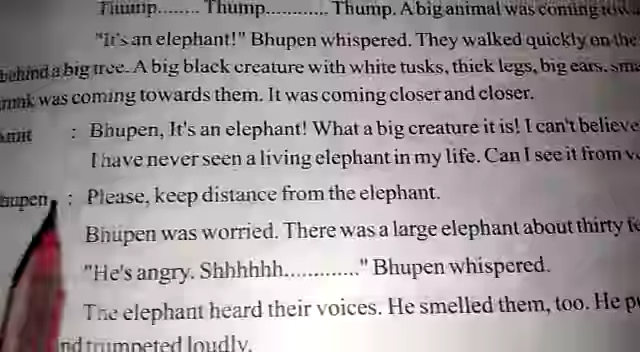 Thump........ Thump............ Thump. A big animal was coming
"It's an elephant!" Bhupen whispered. They walked quickly on the
behind a big tree. A big black creature with white tusks, thick legs, big ears,
was coming towards them. It was coming closer and closer.
: Bhupen, It's an elephant! What a big creature it is! I can't believe
I have never seen a living elephant in my life. Can I see it from
: Please, keep distance from the elephant.
Bhupen was worried. There was a large elephant about thirty
"He's angry. Shhhhhh............." Bhupen whispered.
The elephant heard their voices. He smelled them, too. He
trumpeted loudly.